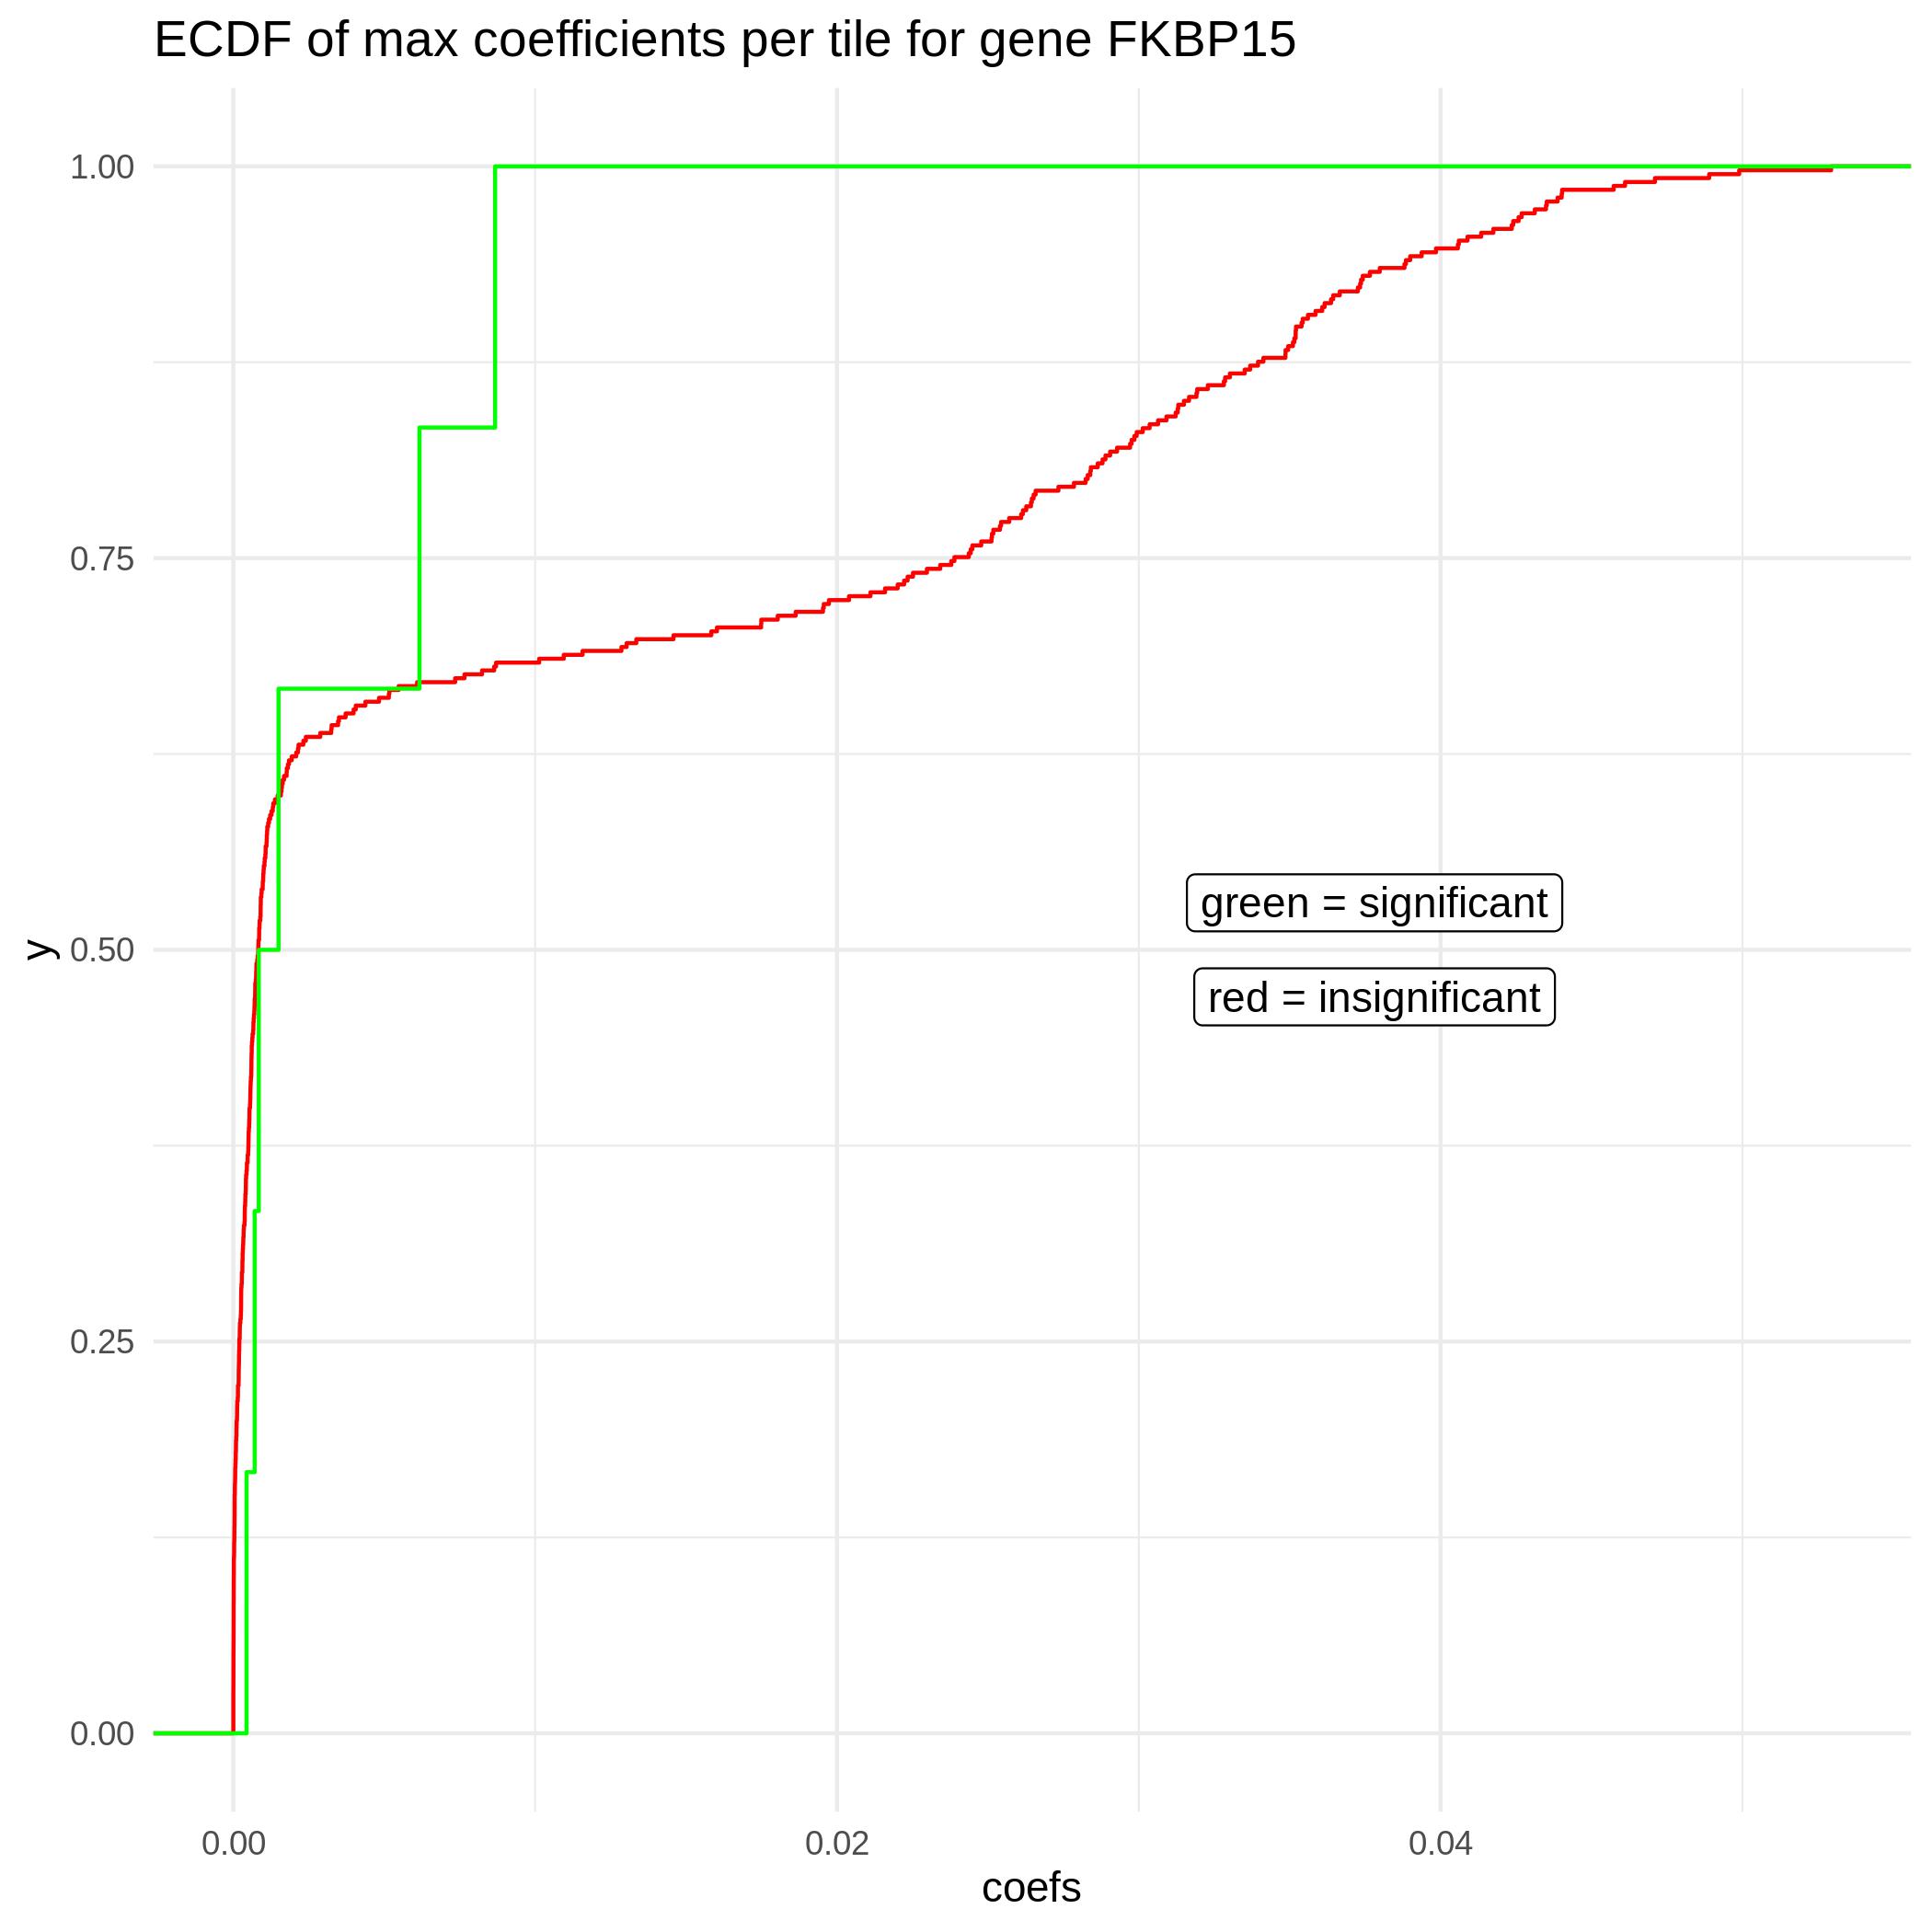 ECDF of max coefficients per tile for gene FKBP15
1.00
0.75
0.50
0.25
0.00
y
green = significant
red = insignificant
0.00
0.02
0.04
coefs